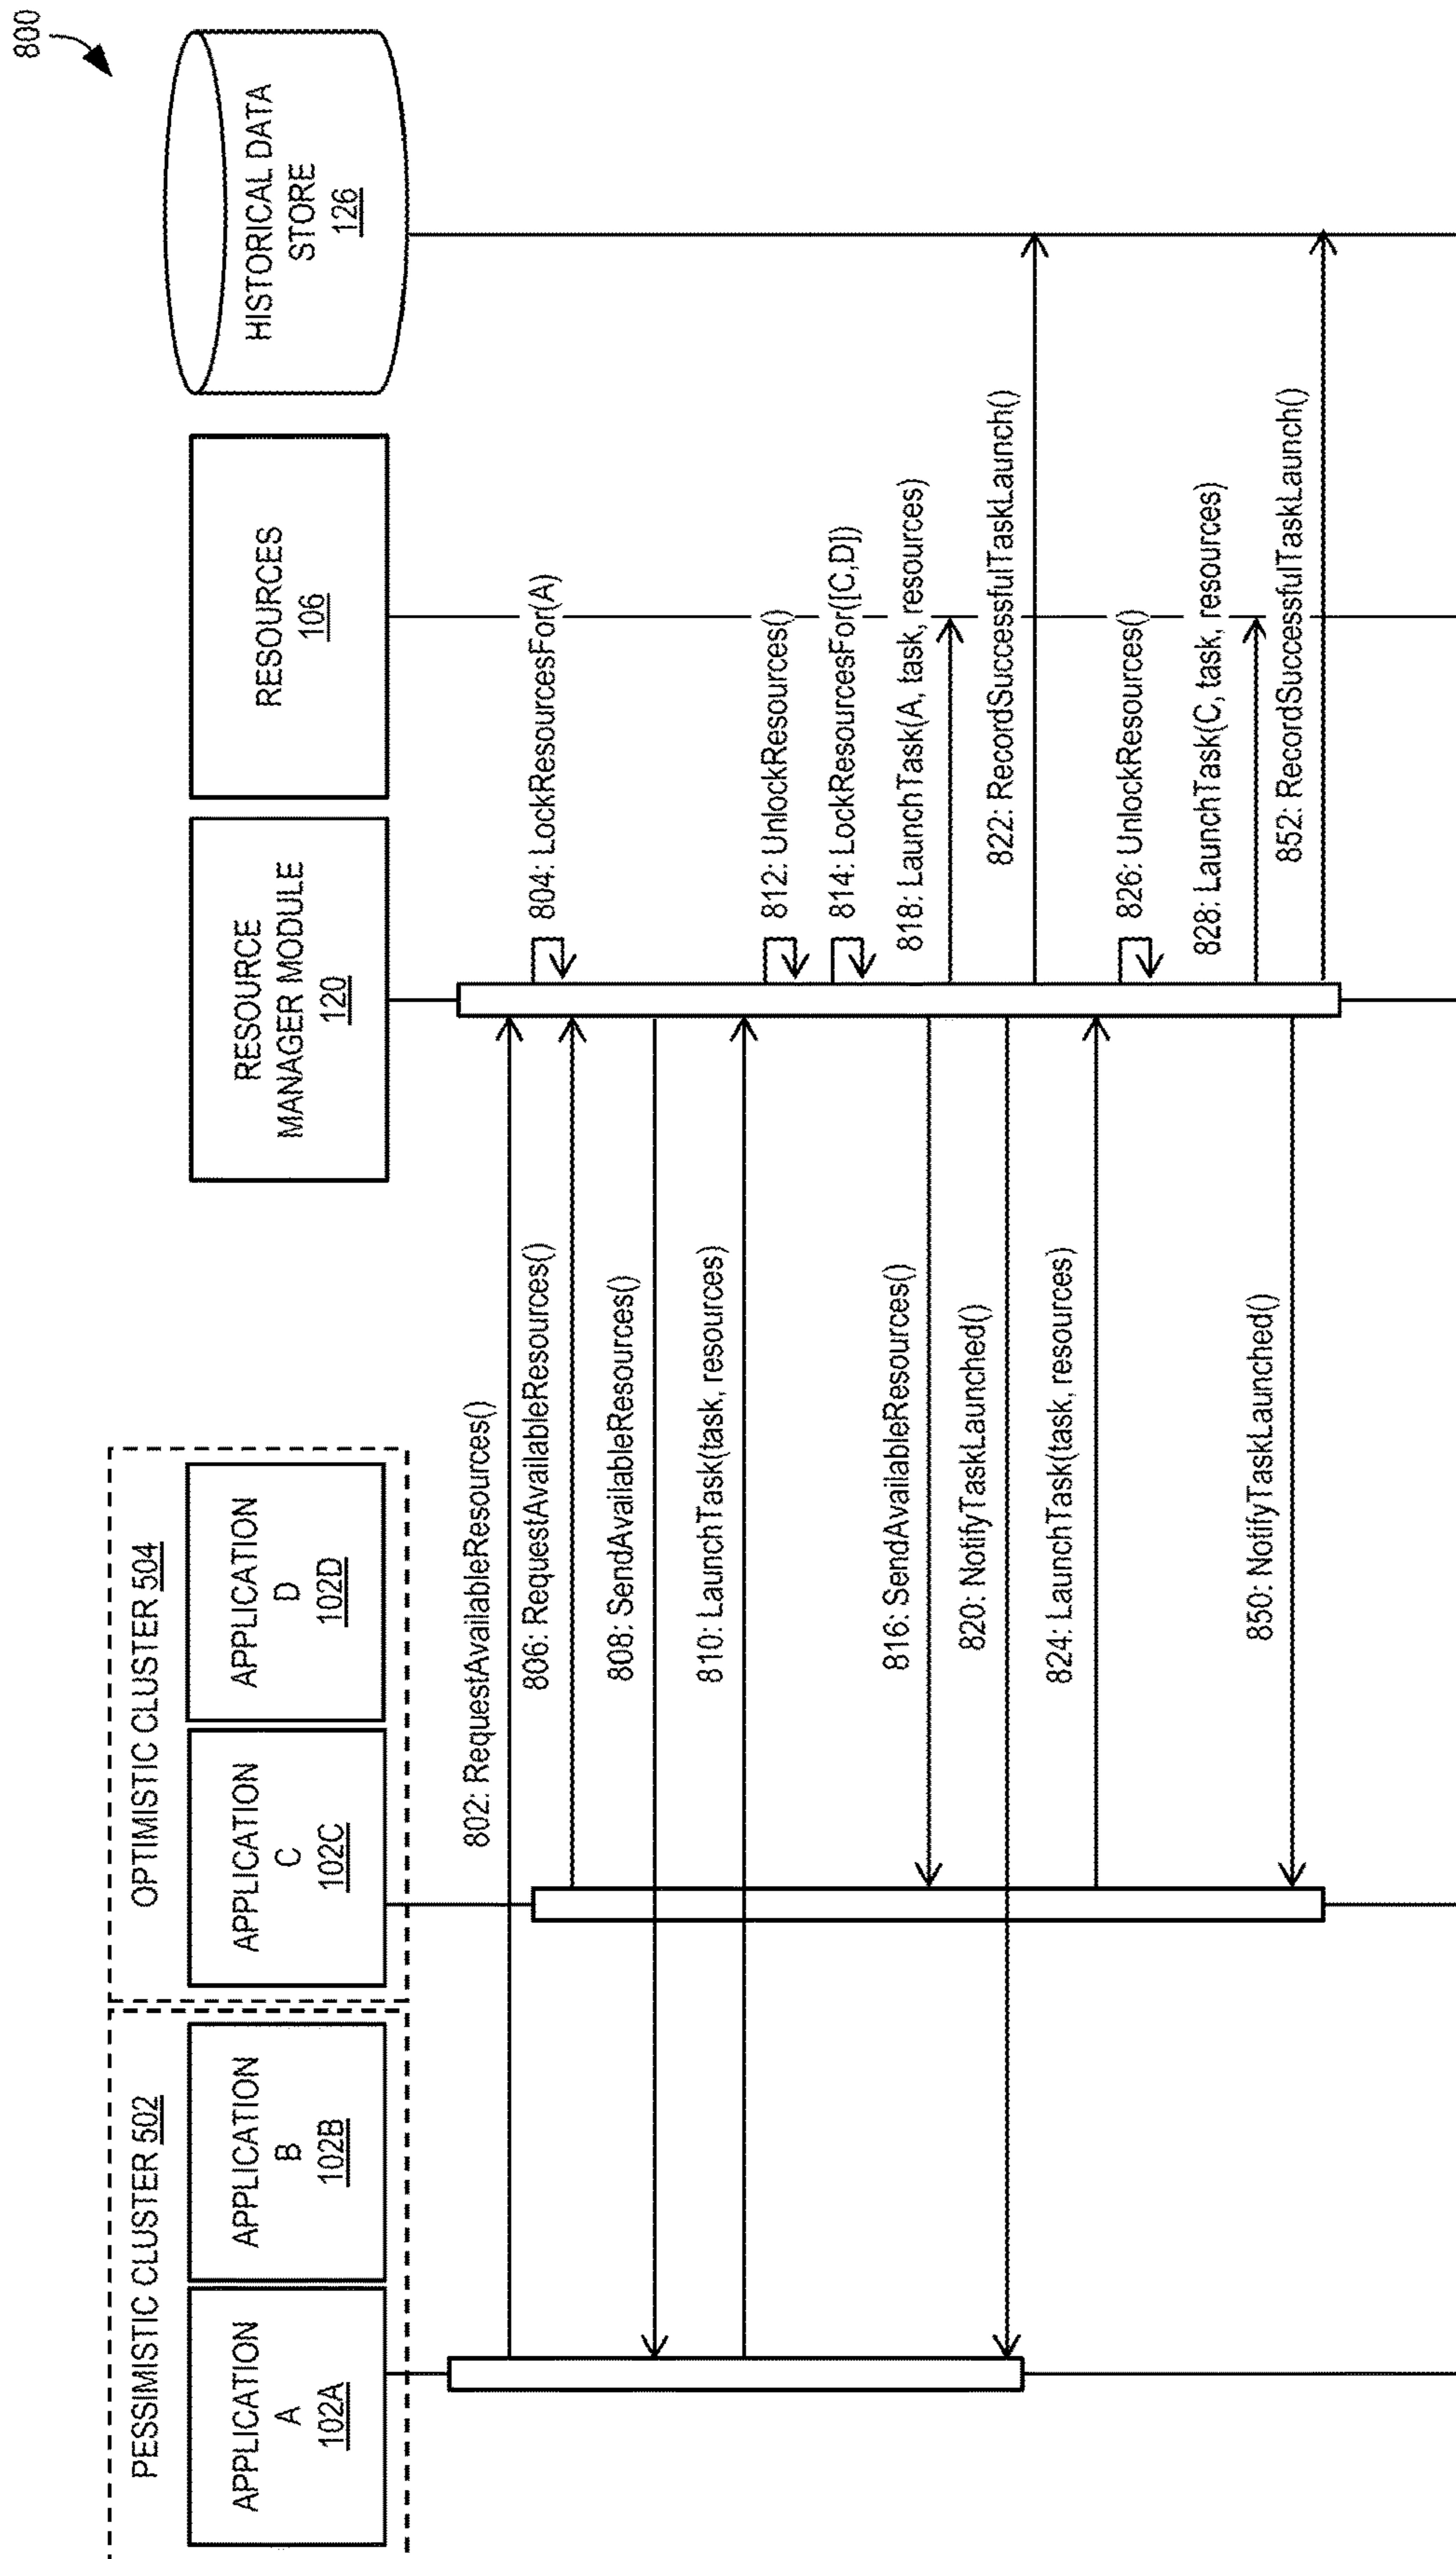 800
PESSIMISTIC CLUSTER 502
OPTIMISTIC CLUSTER 504
APPLICATION
A
102A
APPLICATION
B
102B
APPLICATION
C
102C
APPLICATION
D
102D
RESOURCE
MANAGER MODULE
120
RESOURCES
106
HISTORICAL DATA
STORE
126
802: RequestAvailableResources()
804: LockResourcesFor(A)
806: RequestAvailableResources()
808: SendAvailableResources()
810: LaunchTask(task, resources)
812: UnlockResources()
814: LockResourcesFor([C,D])
816: SendAvailableResources()
818: LaunchTask(A, task, resources)
820: NotifyTaskLaunched()
822: RecordSuccessfulTaskLaunch()
824: LaunchTask(task, resources)
826: UnlockResources()
828: LaunchTask(C, task, resources)
850: NotifyTaskLaunched()
852: RecordSuccessfulTaskLaunch()